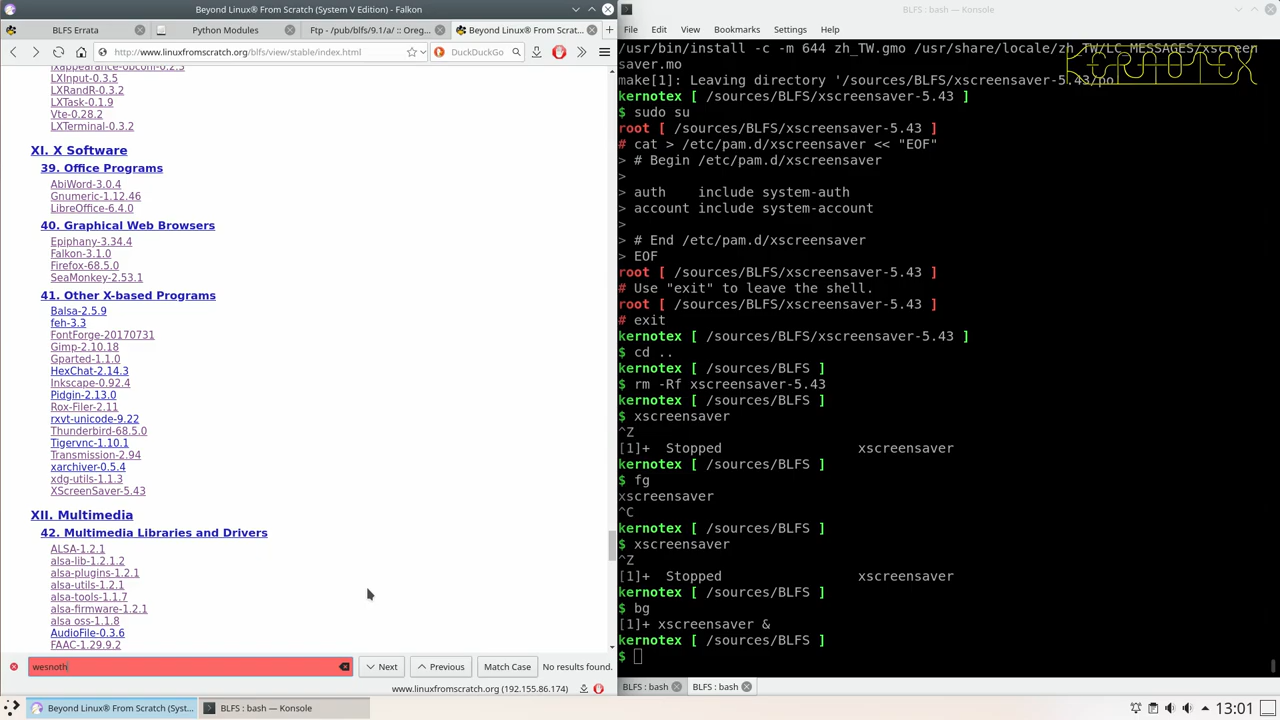 Beyond Linux® From Scratch (System V Edition) - Falkon
BLFS Errata
Python Modules
Ftp - /pub/blfs/9.1/a/ :: Oreg...
Beyond Linux® From Scratch (S...
http://www.linuxfromscratch.org/blfs/view/stable/index.html
DuckDuckGo
LXInput-0.3.5
LXRandR-0.3.2
LXTask-0.1.9
Vte-0.28.2
LXTerminal-0.3.2
XI. X Software
39. Office Programs
AbiWord-3.0.4
Gnumeric-1.12.46
LibreOffice-6.4.0
40. Graphical Web Browsers
Epiphany-3.34.4
Falkon-3.1.0
Firefox-68.5.0
SeaMonkey-2.53.1
41. Other X-based Programs
Balsa-2.5.9
feh-3.3
FontForge-20170731
Gimp-2.10.18
Gparted-1.1.0
HexChat-2.14.3
Inkscape-0.92.4
Pidgin-2.13.0
Rox-Filer-2.11
rxvt-unicode-9.22
Thunderbird-68.5.0
Tigervnc-1.10.1
Transmission-2.94
xarchiver-0.5.4
xdg-utils-1.1.3
XScreenSaver-5.43
XII. Multimedia
42. Multimedia Libraries and Drivers
ALSA-1.2.1
alsa-lib-1.2.1.2
alsa-plugins-1.2.1
alsa-utils-1.2.1
alsa-tools-1.1.7
alsa-firmware-1.2.1
alsa oss-1.1.8
AudioFile-0.3.6
FAAC-1.29.9.2
wesnoth
Next
Previous
Match Case
No results found.
www.linuxfromscratch.org (192.155.86.174)
BLFS : bash — Konsole
File Edit View Bookmarks Settings Help
/usr/bin/install -c -m 644 zh_TW.gmo /usr/share/locale/zh_TW/LC_MESSAGES/xscreen
saver.mo
make[1]: Leaving directory '/sources/BLFS/xscreensaver-5.43/po
KERNOTEX
kernotex [ /sources/BLFS/xscreensaver-5.43 ]
$ sudo su
root [ /sources/BLFS/xscreensaver-5.43 ]
# cat > /etc/pam.d/xscreensaver << "EOF"
> # Begin /etc/pam.d/xscreensaver
>
> auth    include system-auth
> account include system-account
>
> # End /etc/pam.d/xscreensaver
> EOF
root [ /sources/BLFS/xscreensaver-5.43 ]
# Use "exit" to leave the shell.
root [ /sources/BLFS/xscreensaver-5.43 ]
# exit
kernotex [ /sources/BLFS/xscreensaver-5.43 ]
$ cd ..
kernotex [ /sources/BLFS ]
$ rm -Rf xscreensaver-5.43
kernotex [ /sources/BLFS ]
$ xscreensaver
^Z
[1]+  Stopped                 xscreensaver
kernotex [ /sources/BLFS ]
$ fg
xscreensaver
^C
kernotex [ /sources/BLFS ]
$ xscreensaver
^Z
[1]+  Stopped                 xscreensaver
kernotex [ /sources/BLFS ]
$ bg
[1]+ xscreensaver &
kernotex [ /sources/BLFS ]
$
BLFS : bash
BLFS : bash
Beyond Linux® From Scratch (Syst...
BLFS : bash — Konsole
13:01